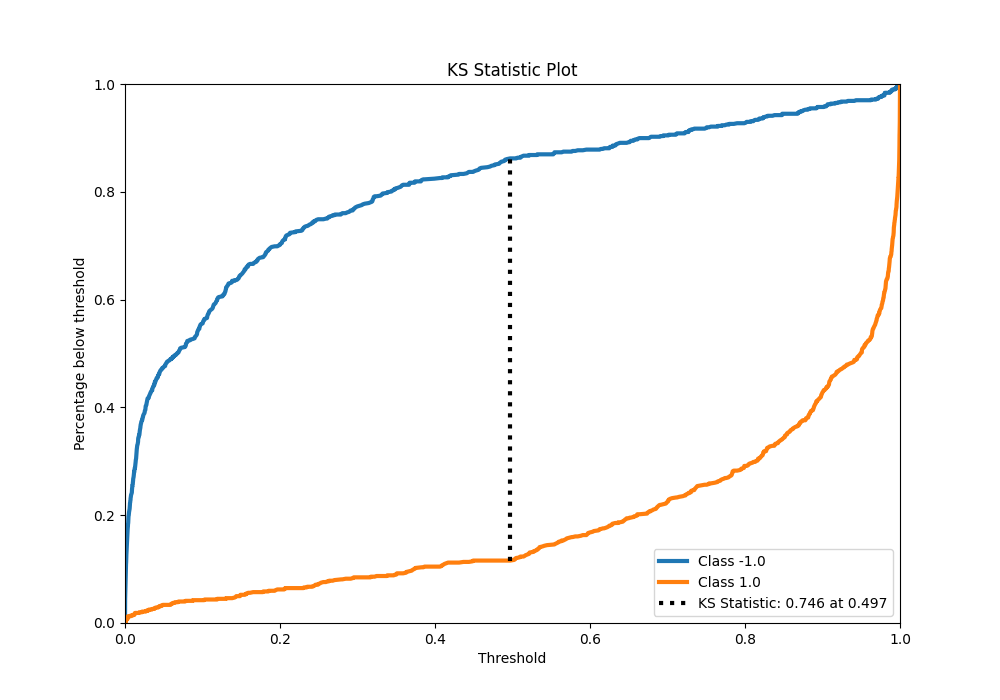 KS Statistic Plot
1.0
0.8
0.6
0.4
0.2
0.0
Percentage below threshold
0.0 0.2 0.4 0.6 0.8 1.0
Threshold
Class -1.0
Class 1.0
KS Statistic: 0.746 at 0.497